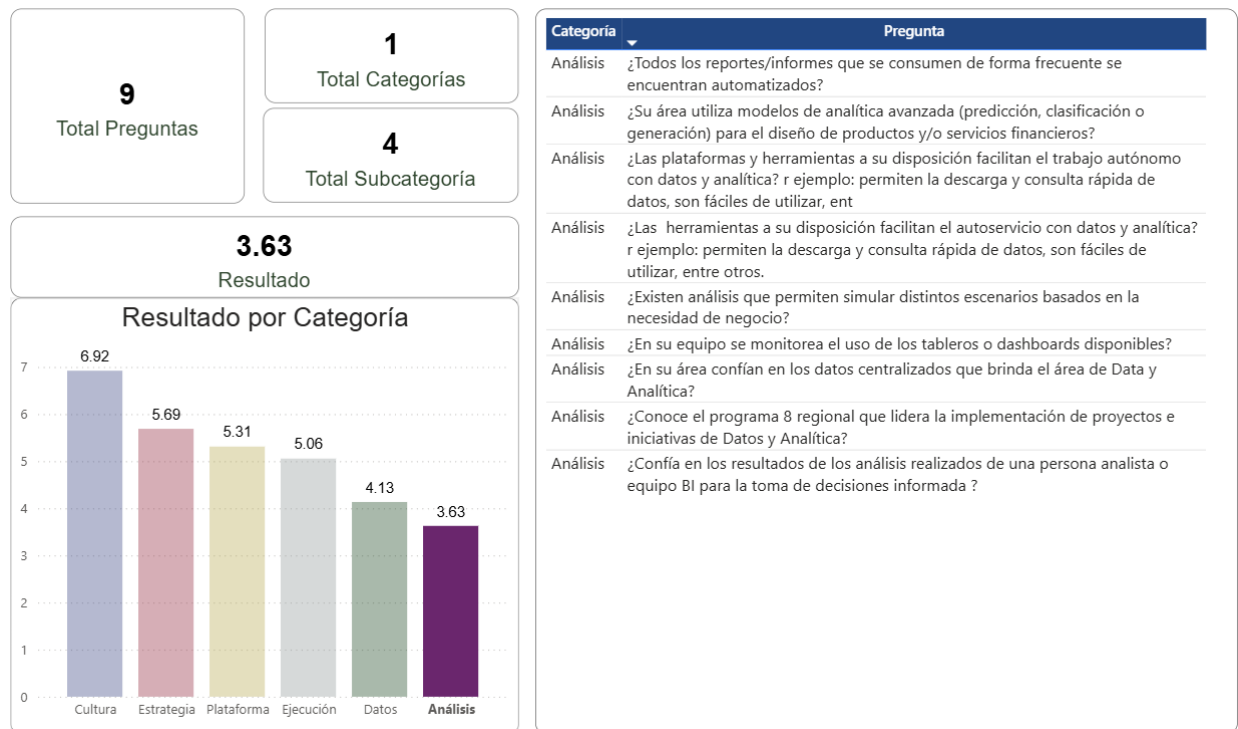 9
Total Preguntas
1
Total Categorías
4
Total Subcategoría
3.63
Resultado
Resultado por Categoría
7
6
5
4
3
2
1
0
6.92
5.69
5.31
5.06
4.13
3.63
Cultura
Estrategia
Plataforma
Ejecución
Datos
Análisis
Categoría
Pregunta
Análisis
¿Todos los reportes/informes que se consumen de forma frecuente se
encuentran automatizados?
Análisis
¿Su área utiliza modelos de analítica avanzada (predicción, clasificación o
generación) para el diseño de productos y/o servicios financieros?
Análisis
¿Las plataformas y herramientas a su disposición facilitan el trabajo autónomo
con datos y analítica? r ejemplo: permiten la descarga y consulta rápida de
datos, son fáciles de utilizar, ent
Análisis
¿Las  herramientas a su disposición facilitan el autoservicio con datos y analítica?
r ejemplo: permiten la descarga y consulta rápida de datos, son fáciles de
utilizar, entre otros.
Análisis
¿Existen análisis que permiten simular distintos escenarios basados en la
necesidad de negocio?
Análisis
¿En su equipo se monitorea el uso de los tableros o dashboards disponibles?
Análisis
¿En su área confían en los datos centralizados que brinda el área de Data y
Analítica?
Análisis
¿Conoce el programa 8 regional que lidera la implementación de proyectos e
iniciativas de Datos y Analítica?
Análisis
¿Confía en los resultados de los análisis realizados de una persona analista o
equipo BI para la toma de decisiones informada ?